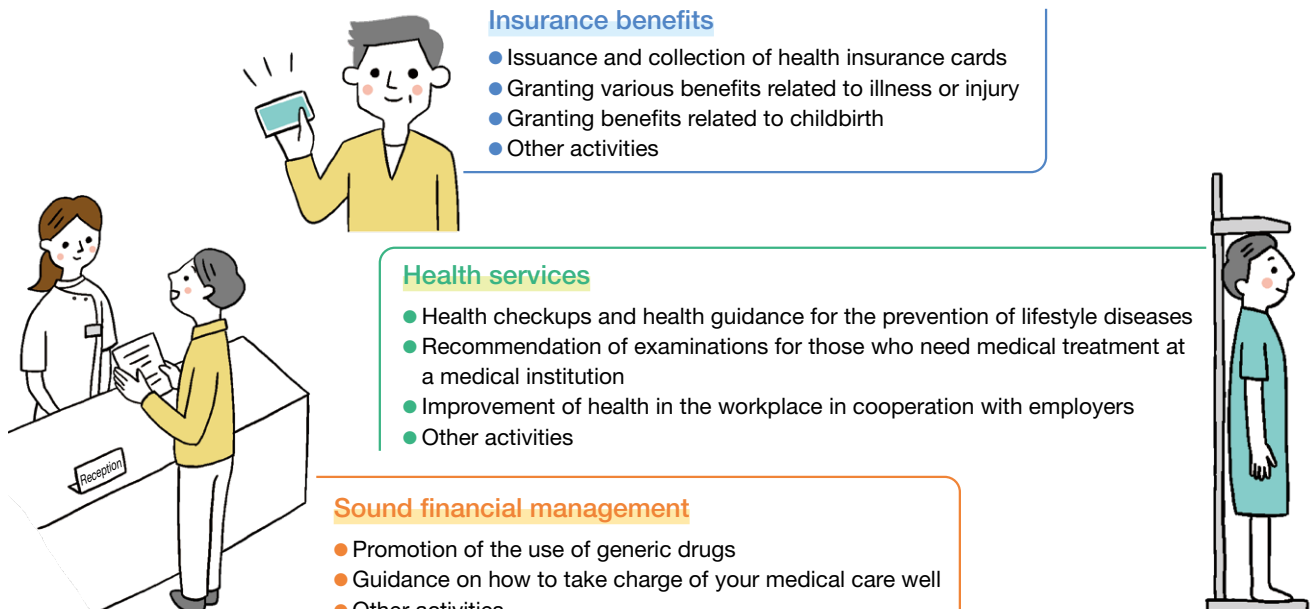 Insurance benefits
● Issuance and collection of health insurance cards
● Granting various benefits related to illness or injury
● Granting benefits related to childbirth
● Other activities
Health services
● Health checkups and health guidance for the prevention of lifestyle diseases
● Recommendation of examinations for those who need medical treatment at
a medical institution
● Improvement of health in the workplace in cooperation with employers
● Other activities
Reception
Sound financial management
● Promotion of the use of generic drugs
● Guidance on how to take charge of your medical care well
● Other activities